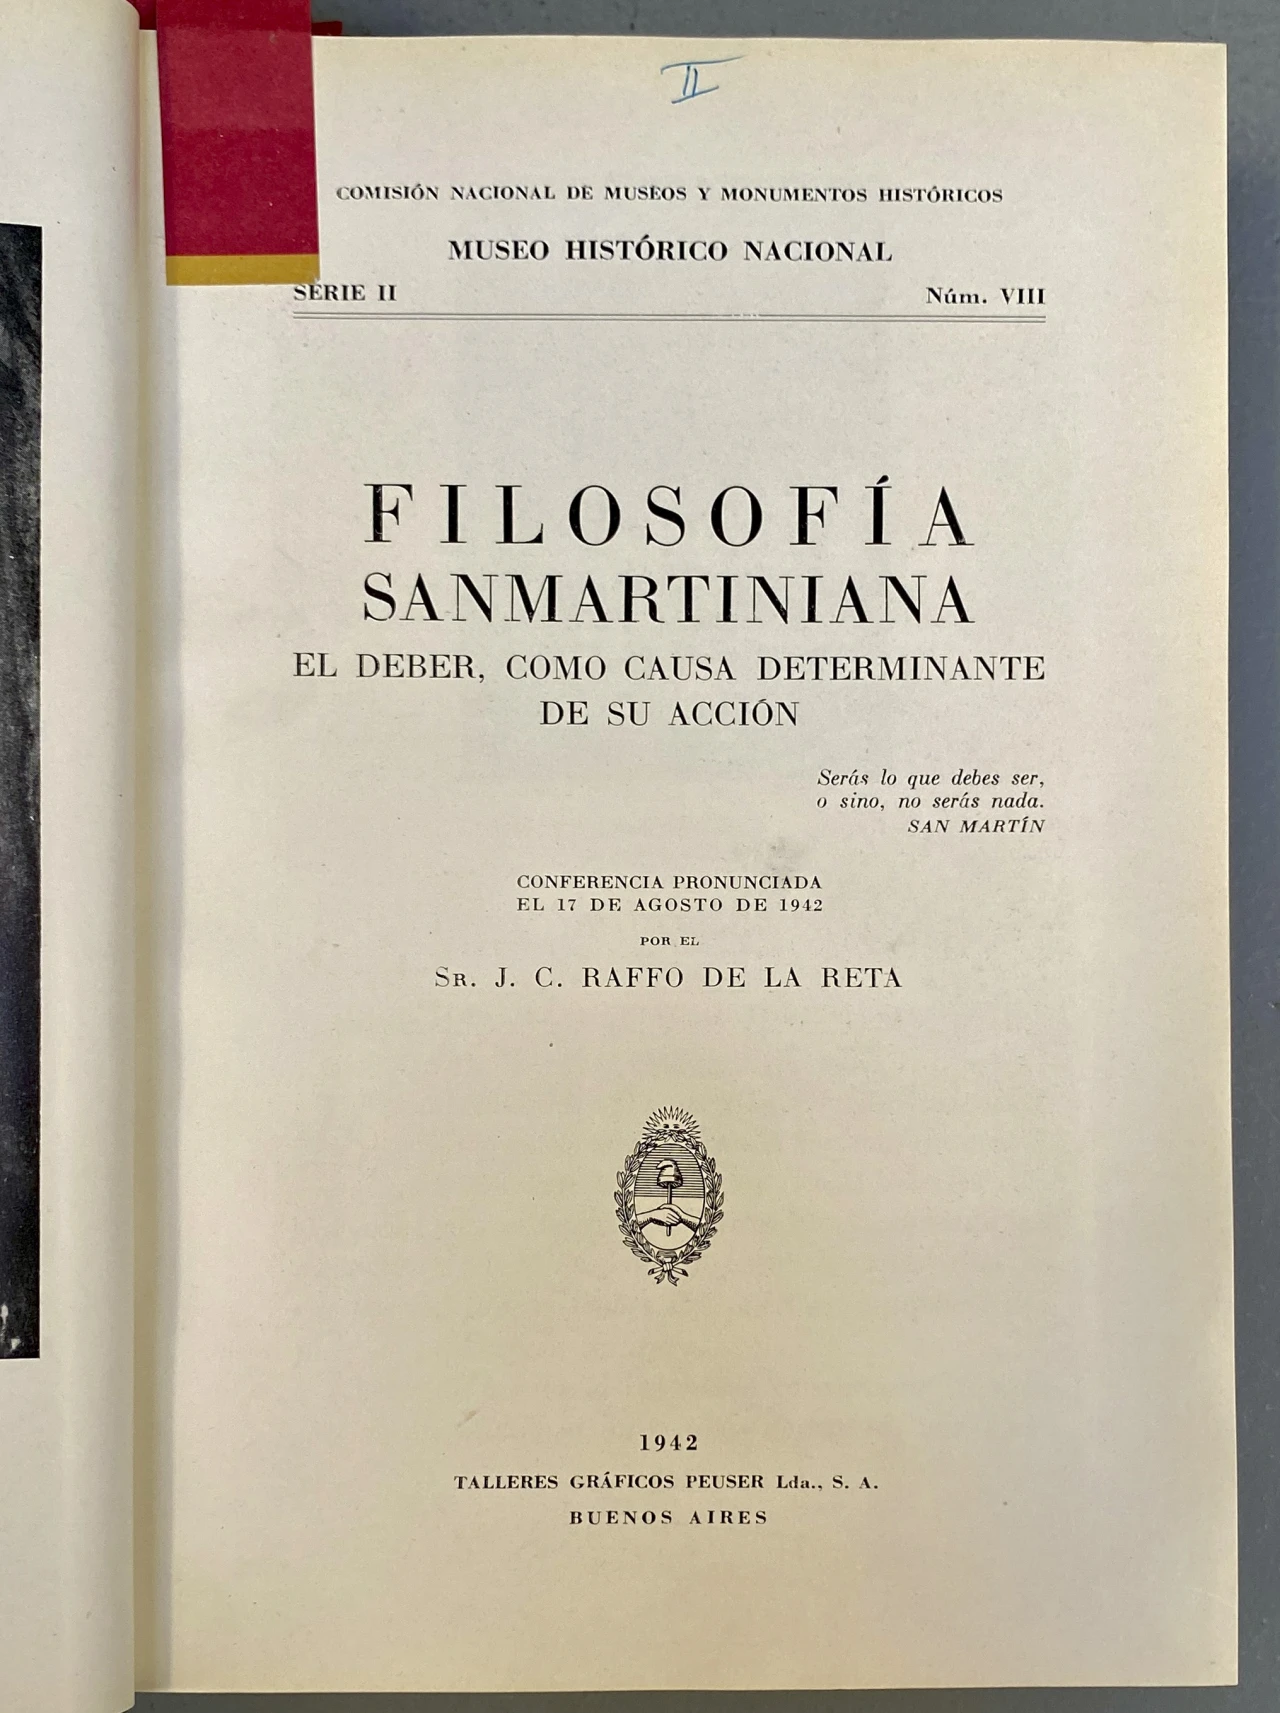 II
COMISIÓN NACIONAL DE MUSEOS Y MONUMENTOS HISTÓRICOS
MUSEO HISTÓRICO NACIONAL
SERIE II Núm. VIII
FILOSOFÍA
SANMARTINIANA
EL DEBER, COMO CAUSA DETERMINANTE
DE SU ACCIÓN
Serás lo que debes ser,
o sino, no serás nada.
SAN MARTÍN
CONFERENCIA PRONUNCIADA
EL 17 DE AGOSTO DE 1942
POR EL
SR. J. C. RAFFO DE LA RETA
1942
TALLERES GRÁFICOS PEUSER Lda., S. A.
BUENOS AIRES